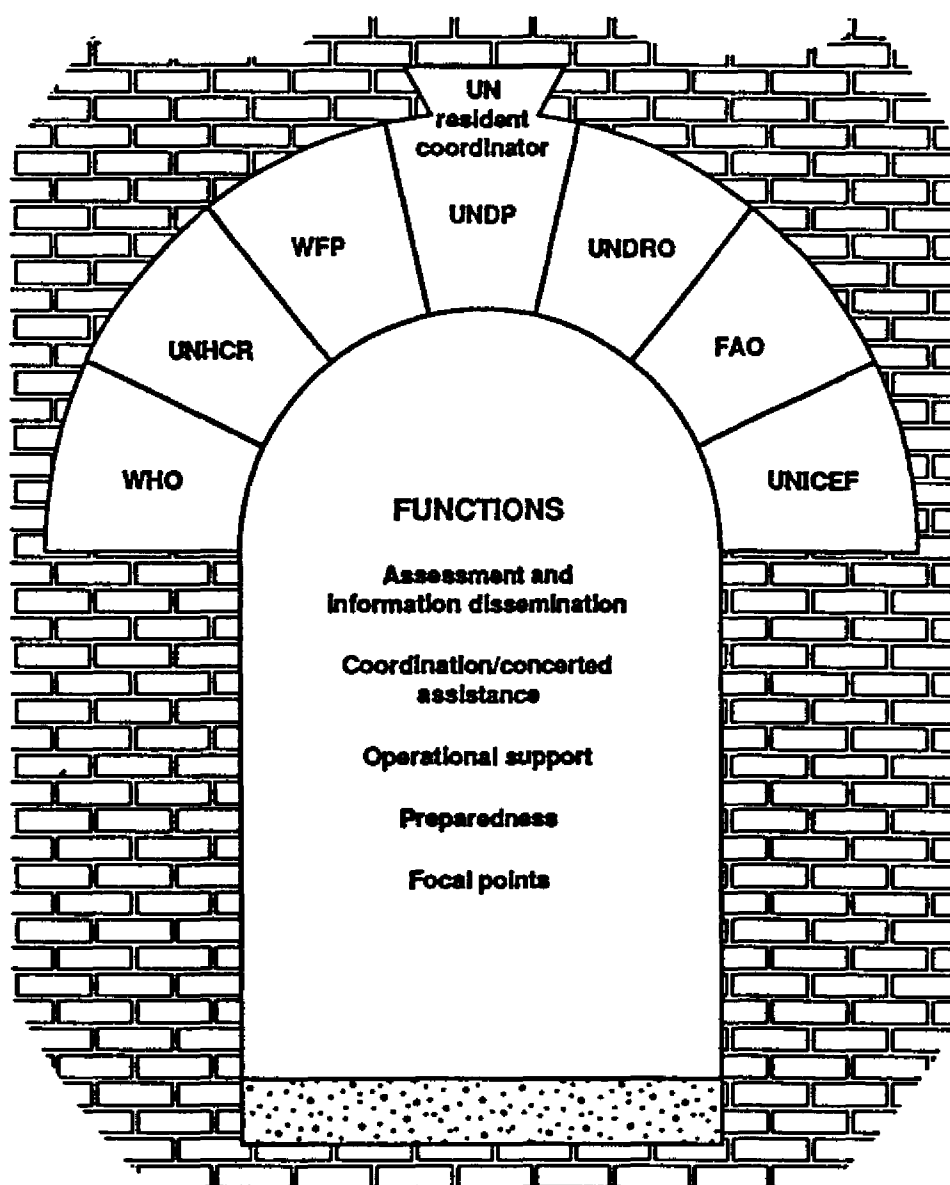 UN
resident
coordinator
UNDP
WFP
UNDRO
UNHCR
FAO
WHO
UNICEF
FUNCTIONS
Assessment and
information dissemination
Coordination/concerted
assistance
Operational support
Preparedness
Focal points